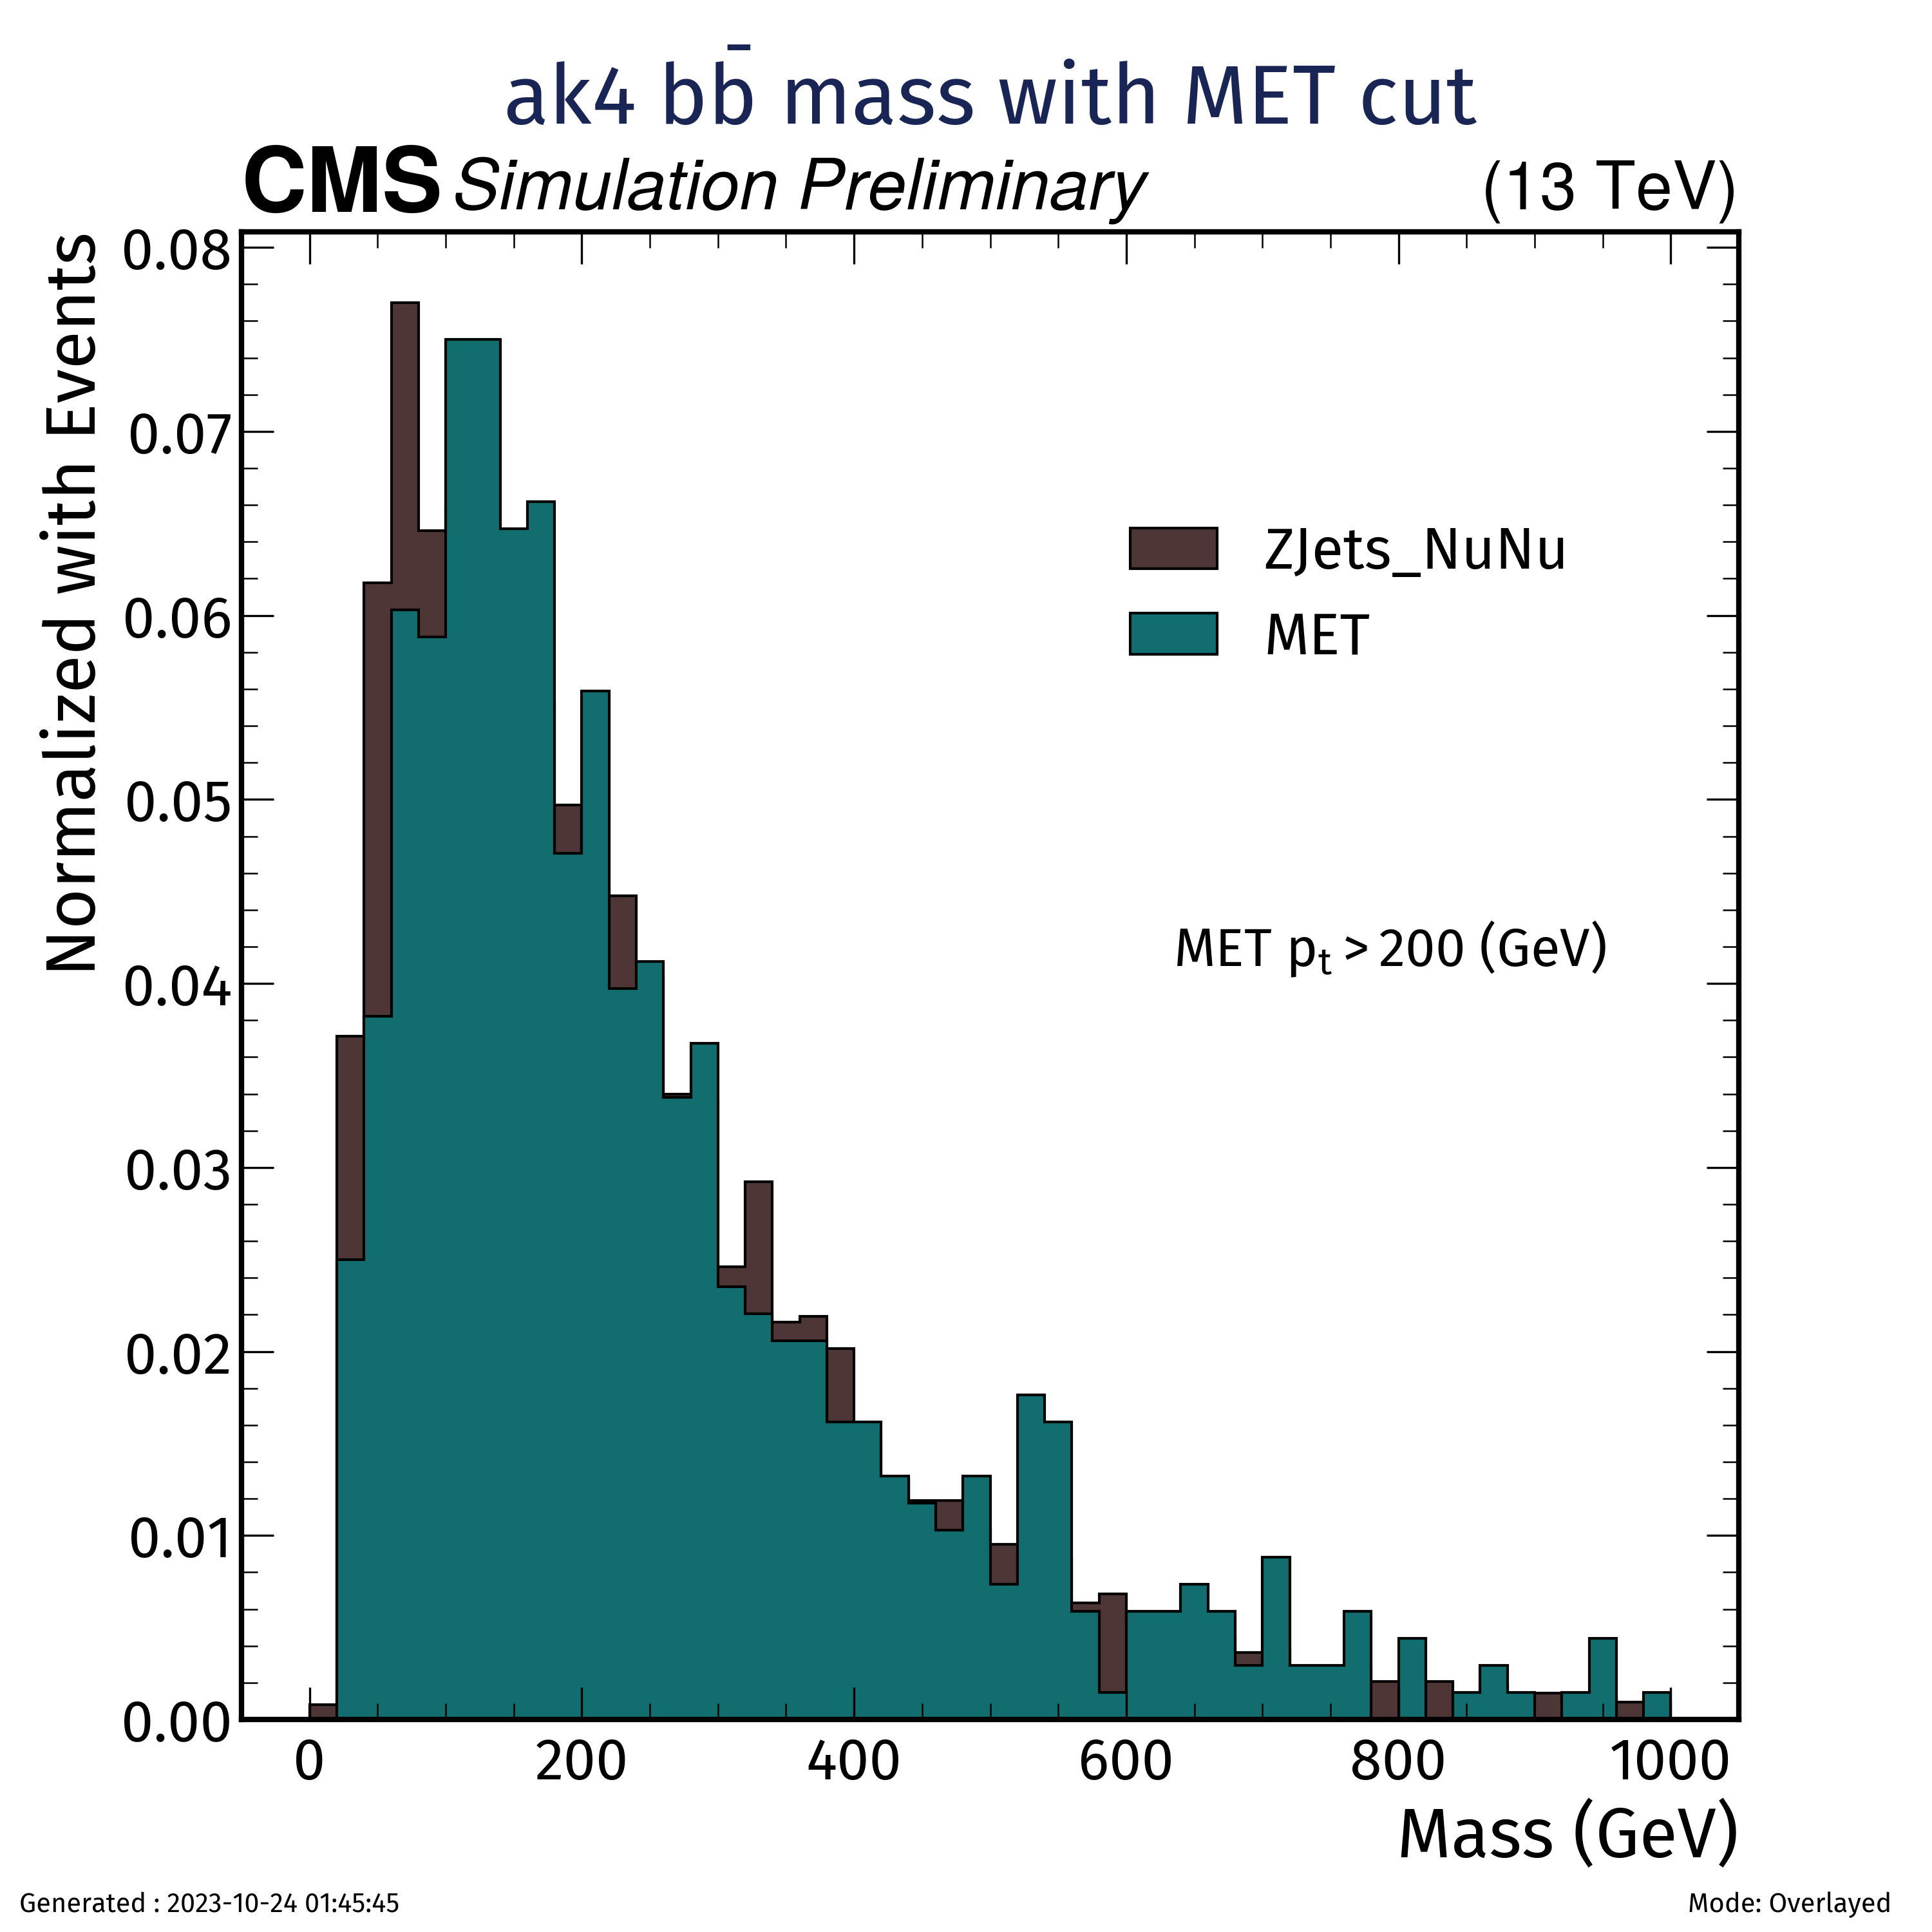 ak4 bb̄ mass with MET cut
CMS Simulation Preliminary (13 TeV)
Normalized with Events
0.08
0.07
0.06
0.05
0.04
0.03
0.02
0.01
0.00
ZJets_NuNu
MET
MET pₜ > 200 (GeV)
0 200 400 600 800 1000
Mass (GeV)
Generated : 2023-10-24 01:45:45
Mode: Overlayed